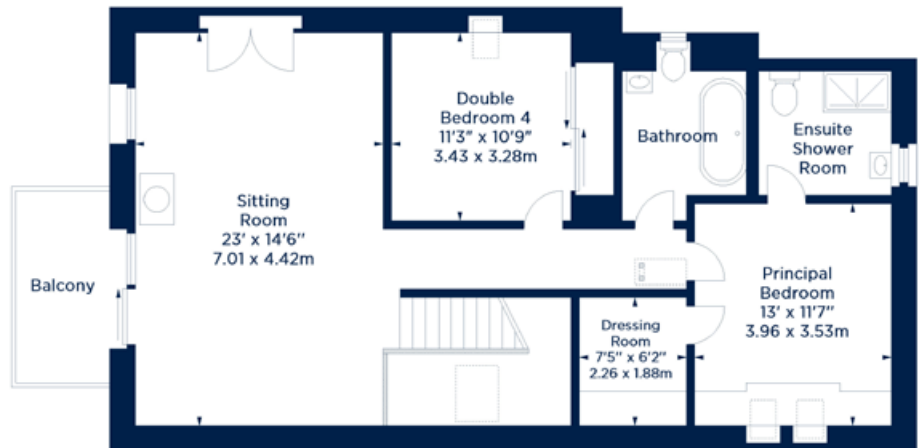 Double
Bedroom 4
11'3" x 10'9"
3.43 x 3.28m
Bathroom
Ensuite
Shower
Room
Sitting
Room
23' x 14'6"
7.01 x 4.42m
Balcony
Principal
Bedroom
13' x 11'7"
3.96 x 3.53m
Dressing
Room
7'5" x 6'2"
2.26 x 1.88m